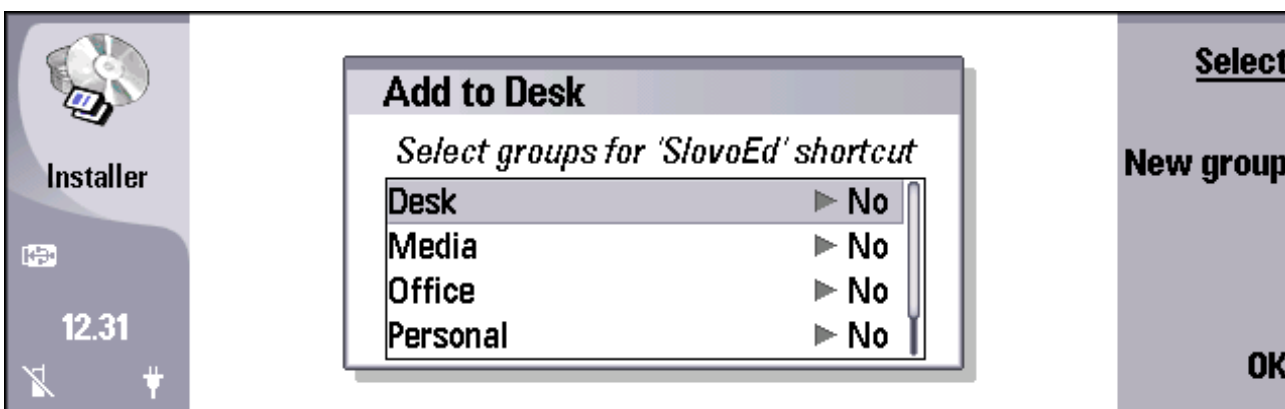 Installer
12.31
Add to Desk
Select groups for 'SlovoEd' shortcut
Desk No
Media No
Office No
Personal No
Select
New group
OK